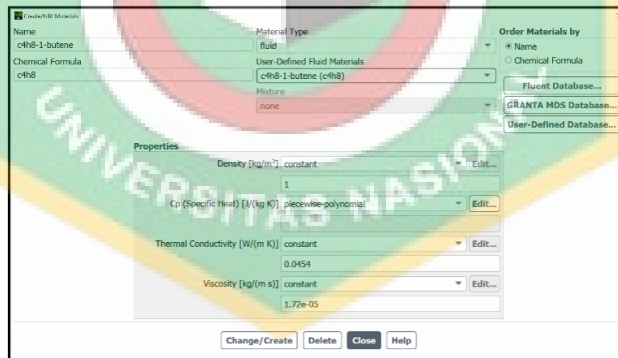 Create/Edit Materials
Name
Material Type
Order Materials by
c4h8-1-butene
fluid
Name
Chemical Formula
User-Defined Fluid Materials
Chemical Formula
c4h8
c4h8-1-butene (c4h8)
Fluent Database...
Mixture
none
GRANTA MDS Database...
User-Defined Database...
Properties
Density [kg/m³] constant Edit...
1
Cp (Specific Heat) [J/(kg K)] piecewise-polynomial Edit...
Thermal Conductivity [W/(m K)] constant Edit...
0.0454
Viscosity [kg/(m s)] constant Edit...
1.72e-05
Change/Create Delete Close Help
UNIVERSITAS NASIONAL